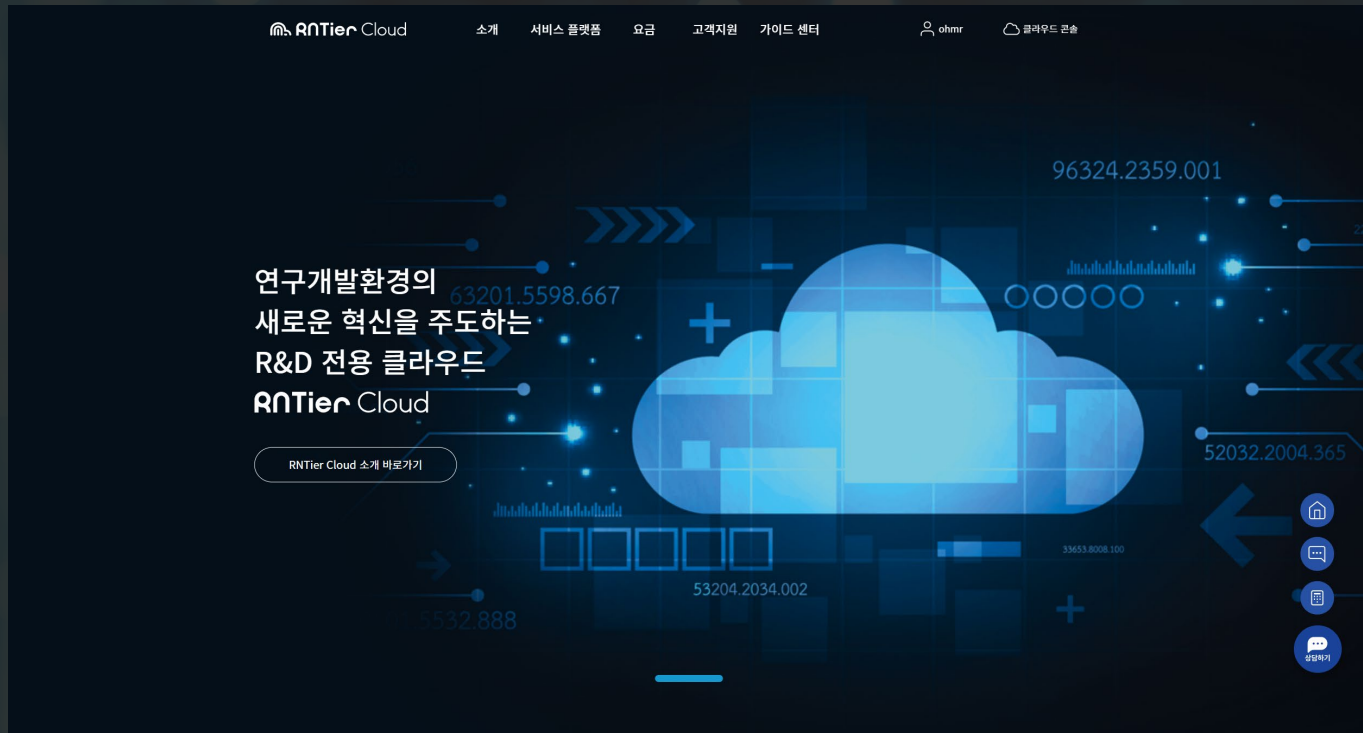 RNTier Cloud
소개 서비스 플랫폼 요금 고객지원 가이드 센터
ohmr 클라우드 콘솔
96324.2359.001
연구개발환경의
63201.5598.667
새로운 혁신을 주도하는
R&D 전용 클라우드
RNTier Cloud
52032.2004.365
RNTier Cloud 소개 바로가기
33653.8008.100
53204.2034.002
5532.888
상담하기